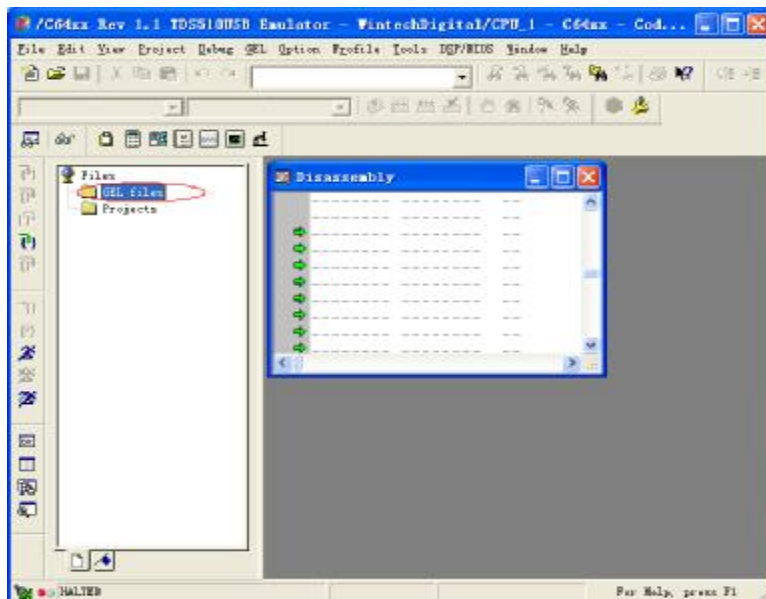 /C64xx Rev 1.1 TDS510USB Emulator - WintechDigital/CPU_1 - C64xx - Cod...
File Edit View Project Debug GEL Option Profile Tools DSP/BIOS Window Help
Files
GEL files
Projects
Disassembly
HALTED
For Help, press F1